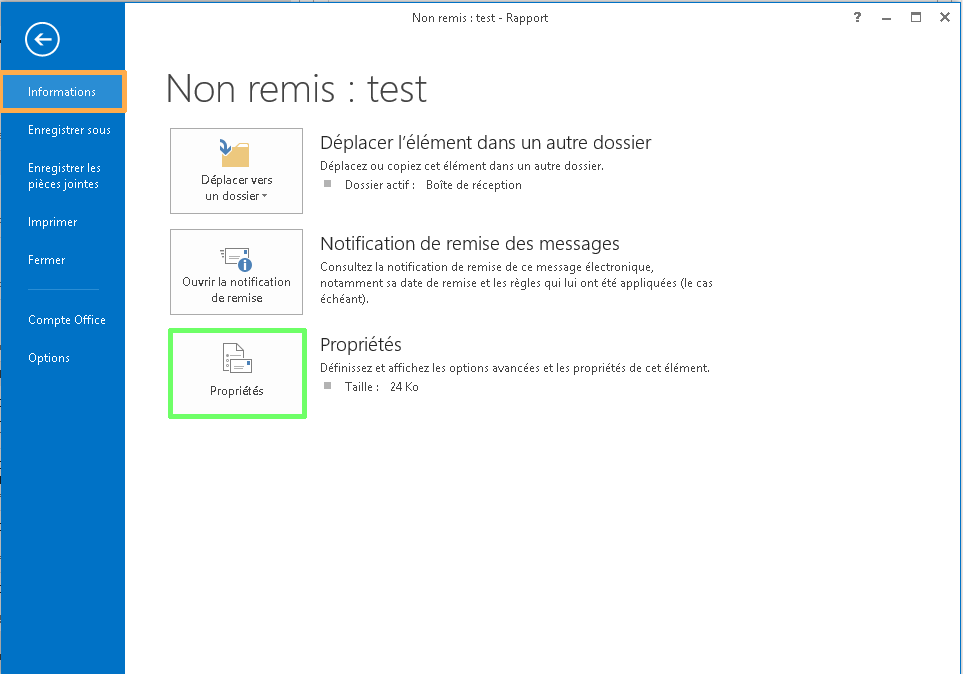 Non remis : test - Rapport
?
Informations
Enregistrer sous
Enregistrer les
pièces jointes
Imprimer
Fermer
Compte Office
Options
Non remis : test
Déplacer vers
un dossier
Déplacer l'élément dans un autre dossier
Déplacez ou copiez cet élément dans un autre dossier.
Dossier actif : Boîte de réception
Ouvrir la notification
de remise
Notification de remise des messages
Consultez la notification de remise de ce message électronique,
notamment sa date de remise et les règles qui lui ont été appliquées (le cas
échéant).
Propriétés
Propriétés
Définissez et affichez les options avancées et les propriétés de cet élément.
Taille : 24 Ko